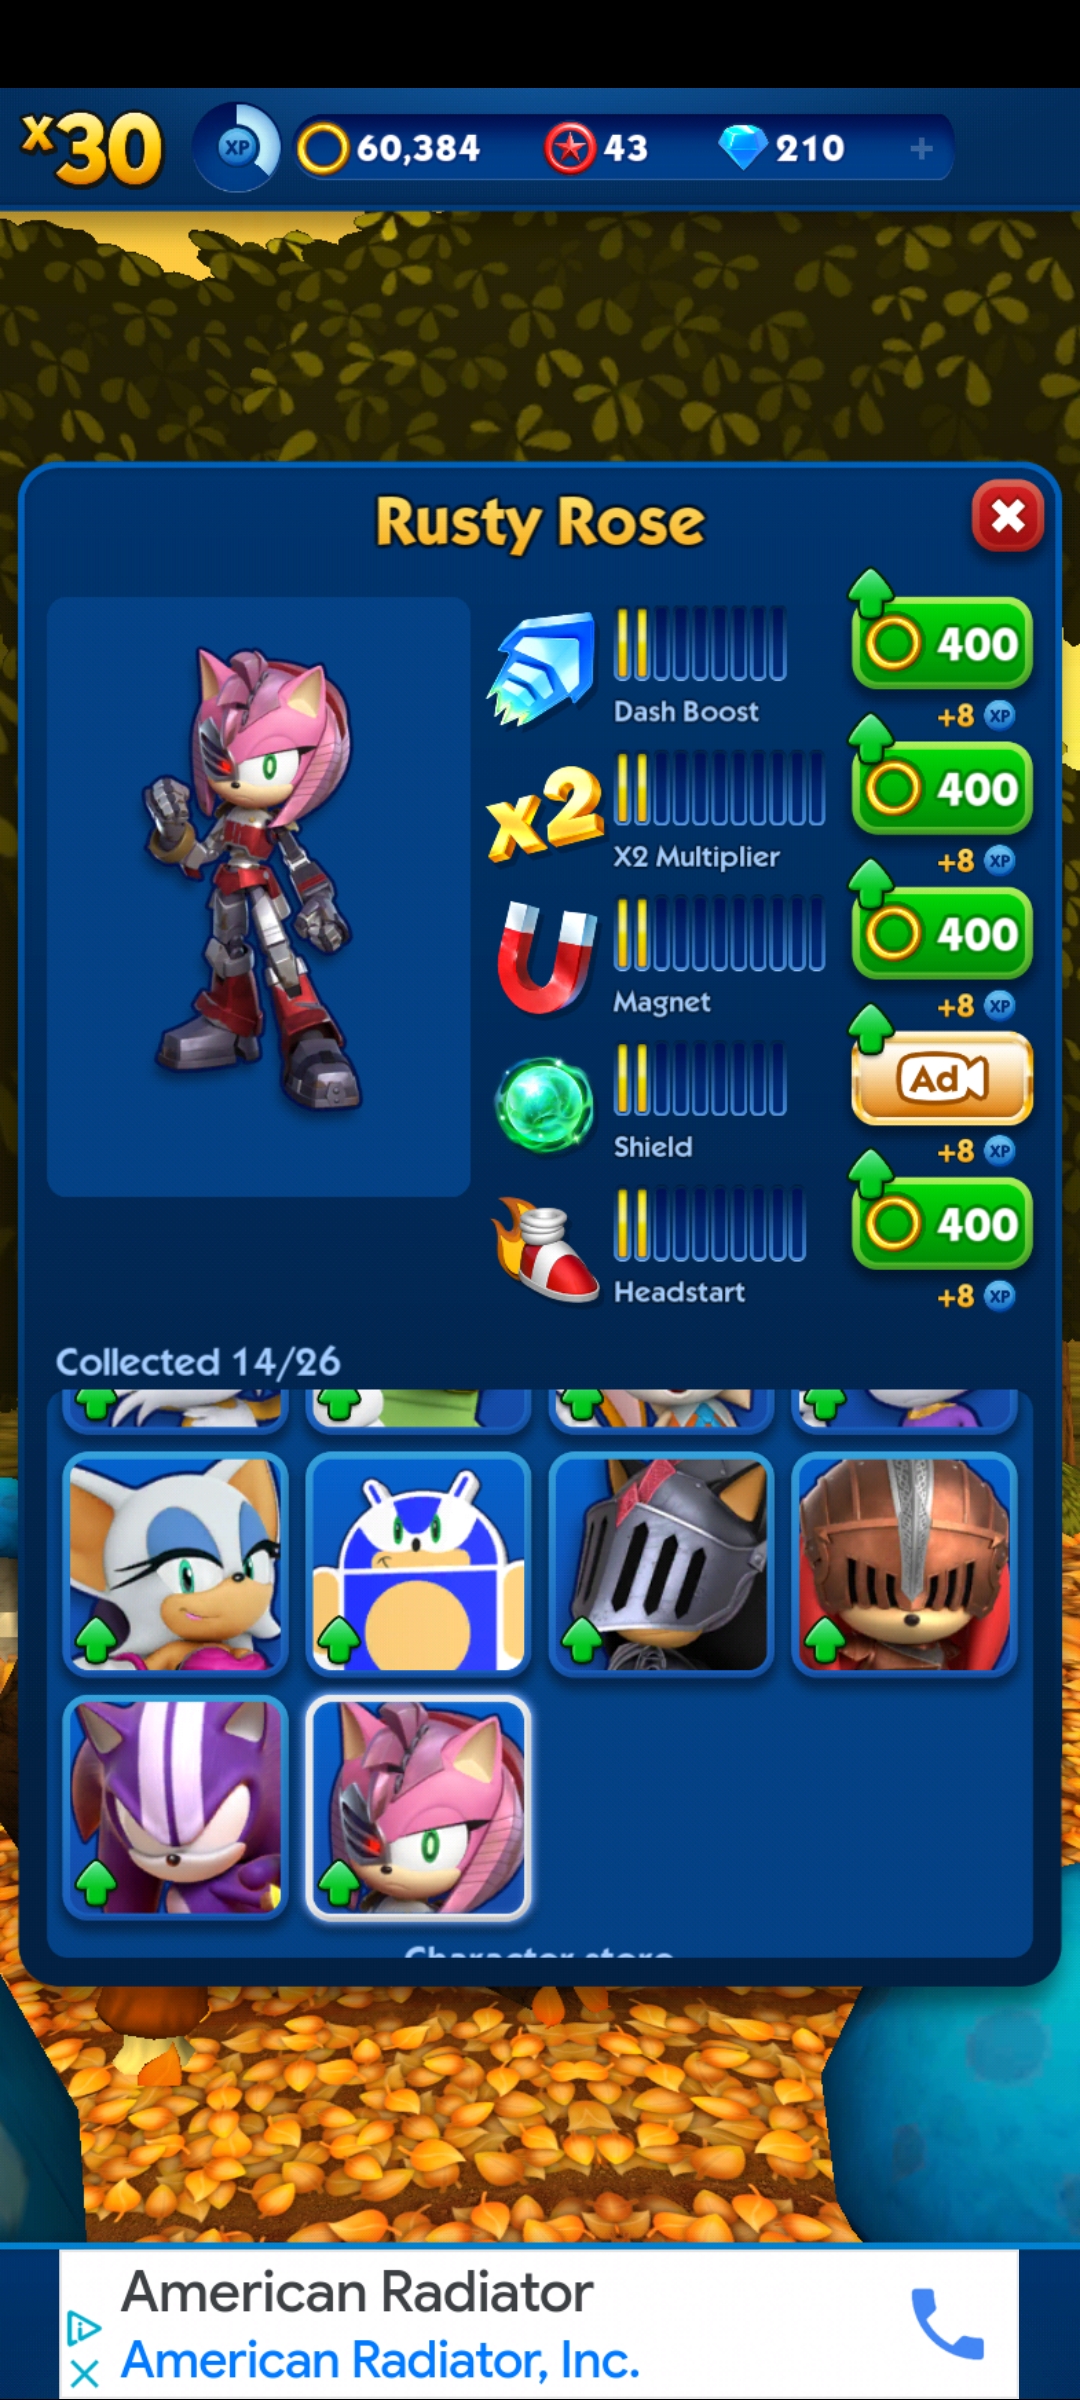 x30 XP 60,384 43 210 +
Rusty Rose
400
Dash Boost
+8 XP
x2
400
X2 Multiplier
+8 XP
400
Magnet
+8 XP
Ad
Shield
+8 XP
400
Headstart
+8 XP
Collected 14/26
Character store
American Radiator
American Radiator, Inc.